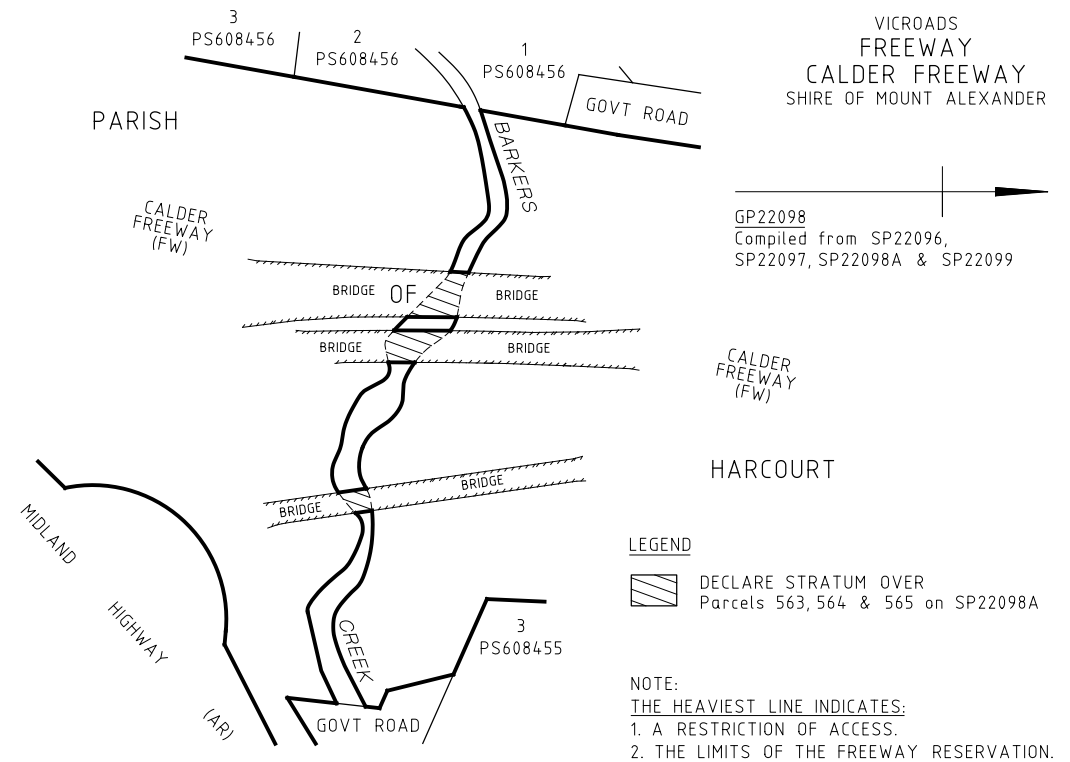 3
PS608456
2
PS608456
1
PS608456
GOVT ROAD
VICROADS
FREEWAY
CALDER FREEWAY
SHIRE OF MOUNT ALEXANDER
PARISH
BARKERS
CALDER
FREEWAY
(FW)
GP22098
Compiled from SP22096,
SP22097, SP22098A & SP22099
BRIDGE
OF
BRIDGE
BRIDGE
BRIDGE
CALDER
FREEWAY
(FW)
HARCOURT
BRIDGE
BRIDGE
MIDLAND
HIGHWAY
(AR)
LEGEND
DECLARE STRATUM OVER
Parcels 563, 564 & 565 on SP22098A
CREEK
3
PS608455
GOVT ROAD
NOTE:
THE HEAVIEST LINE INDICATES:
1. A RESTRICTION OF ACCESS.
2. THE LIMITS OF THE FREEWAY RESERVATION.